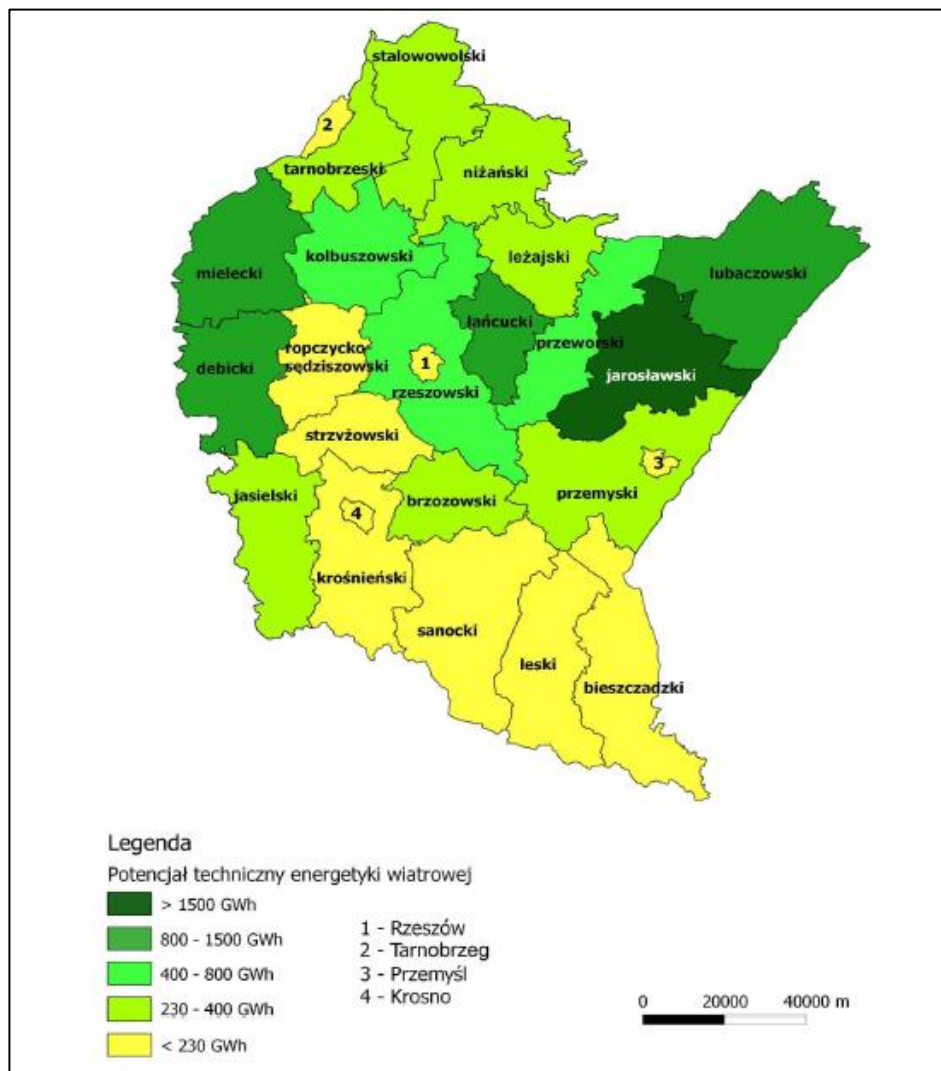 stalowowolski
2
tarnobrzeski
niżański
kolbuszowski
leżajski
mielecki
lubaczowski
łańcucki
ropczycko-
sędziszowski
1
przeworski
debicki
rzeszowski
jarosławski
strzyżowski
3
jasielski
brzozowski
przemyski
4
krośnieński
sanocki
leski
bieszczadzki
Legenda
Potencjał techniczny energetyki wiatrowej
> 1500 GWh
800 - 1500 GWh
400 - 800 GWh
230 - 400 GWh
< 230 GWh
1 - Rzeszów
2 - Tarnobrzeg
3 - Przemyśl
4 - Krosno
0 20000 40000 m